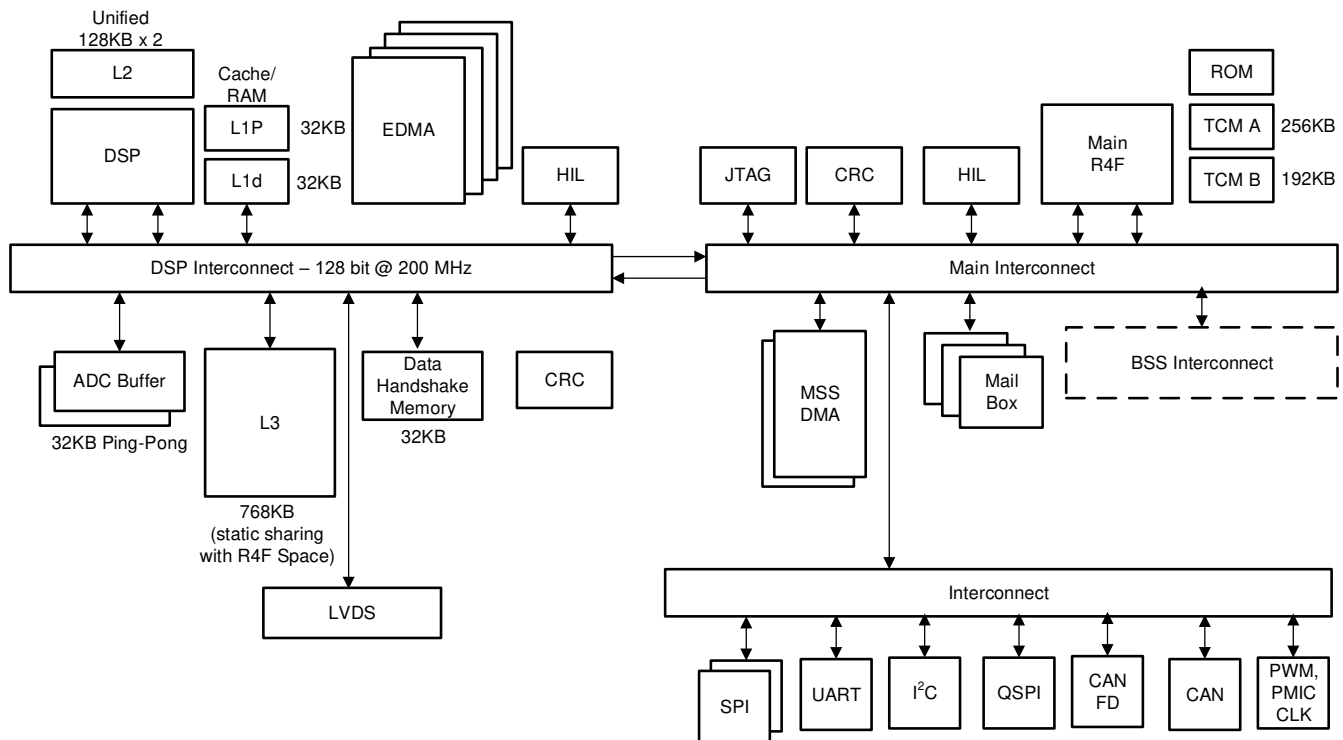 Unified
128KB x 2
L2
Cache/
RAM
DSP
L1P
32KB
L1d
32KB
EDMA
HIL
JTAG
CRC
HIL
Main
R4F
ROM
TCM A
256KB
TCM B
192KB
DSP Interconnect – 128 bit @ 200 MHz
Main Interconnect
ADC Buffer
32KB Ping-Pong
L3
768KB
(static sharing
with R4F Space)
Data
Handshake
Memory
32KB
CRC
LVDS
MSS
DMA
Mail
Box
BSS Interconnect
Interconnect
SPI
UART
I²C
QSPI
CAN
FD
CAN
PWM,
PMIC
CLK